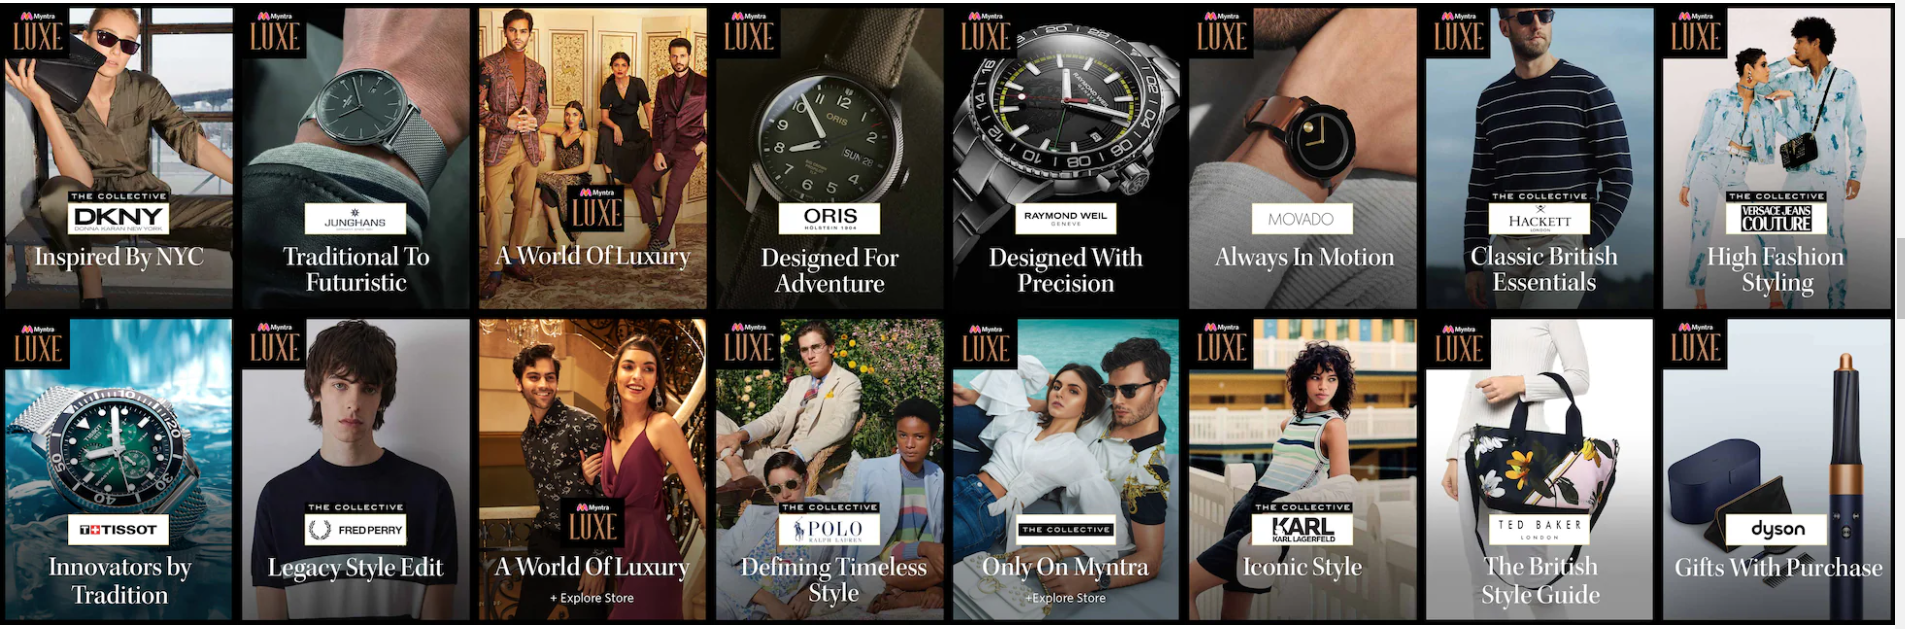 Myntra
LUXE
THE COLLECTIVE
DKNY
DONNA KARAN NEW YORK
Inspired By NYC
Myntra
LUXE
JUNGHANS
Traditional To
Futuristic
Myntra
LUXE
A World Of Luxury
Myntra
LUXE
ORIS
SUN 28
ORIS
HÖLSTEIN 1904
Designed For
Adventure
Myntra
LUXE
RAYMOND WEIL
RAYMOND WEIL
GENEVE
Designed With
Precision
Myntra
LUXE
MOVADO
Always In Motion
Myntra
LUXE
THE COLLECTIVE
HACKETT
LONDON
Classic British
Essentials
Myntra
LUXE
THE COLLECTIVE
VERSACE JEANS
COUTURE
High Fashion
Styling
Myntra
LUXE
TISSOT
Innovators by
Tradition
Myntra
LUXE
THE COLLECTIVE
FRED PERRY
Legacy Style Edit
Myntra
LUXE
A World Of Luxury
+ Explore Store
Myntra
LUXE
THE COLLECTIVE
POLO
RALPH LAUREN
Defining Timeless
Style
Myntra
LUXE
THE COLLECTIVE
Only On Myntra
+Explore Store
Myntra
LUXE
THE COLLECTIVE
KARL
KARL LAGERFELD
Iconic Style
Myntra
LUXE
TED BAKER
LONDON
The British
Style Guide
Myntra
LUXE
dyson
Gifts With Purchase